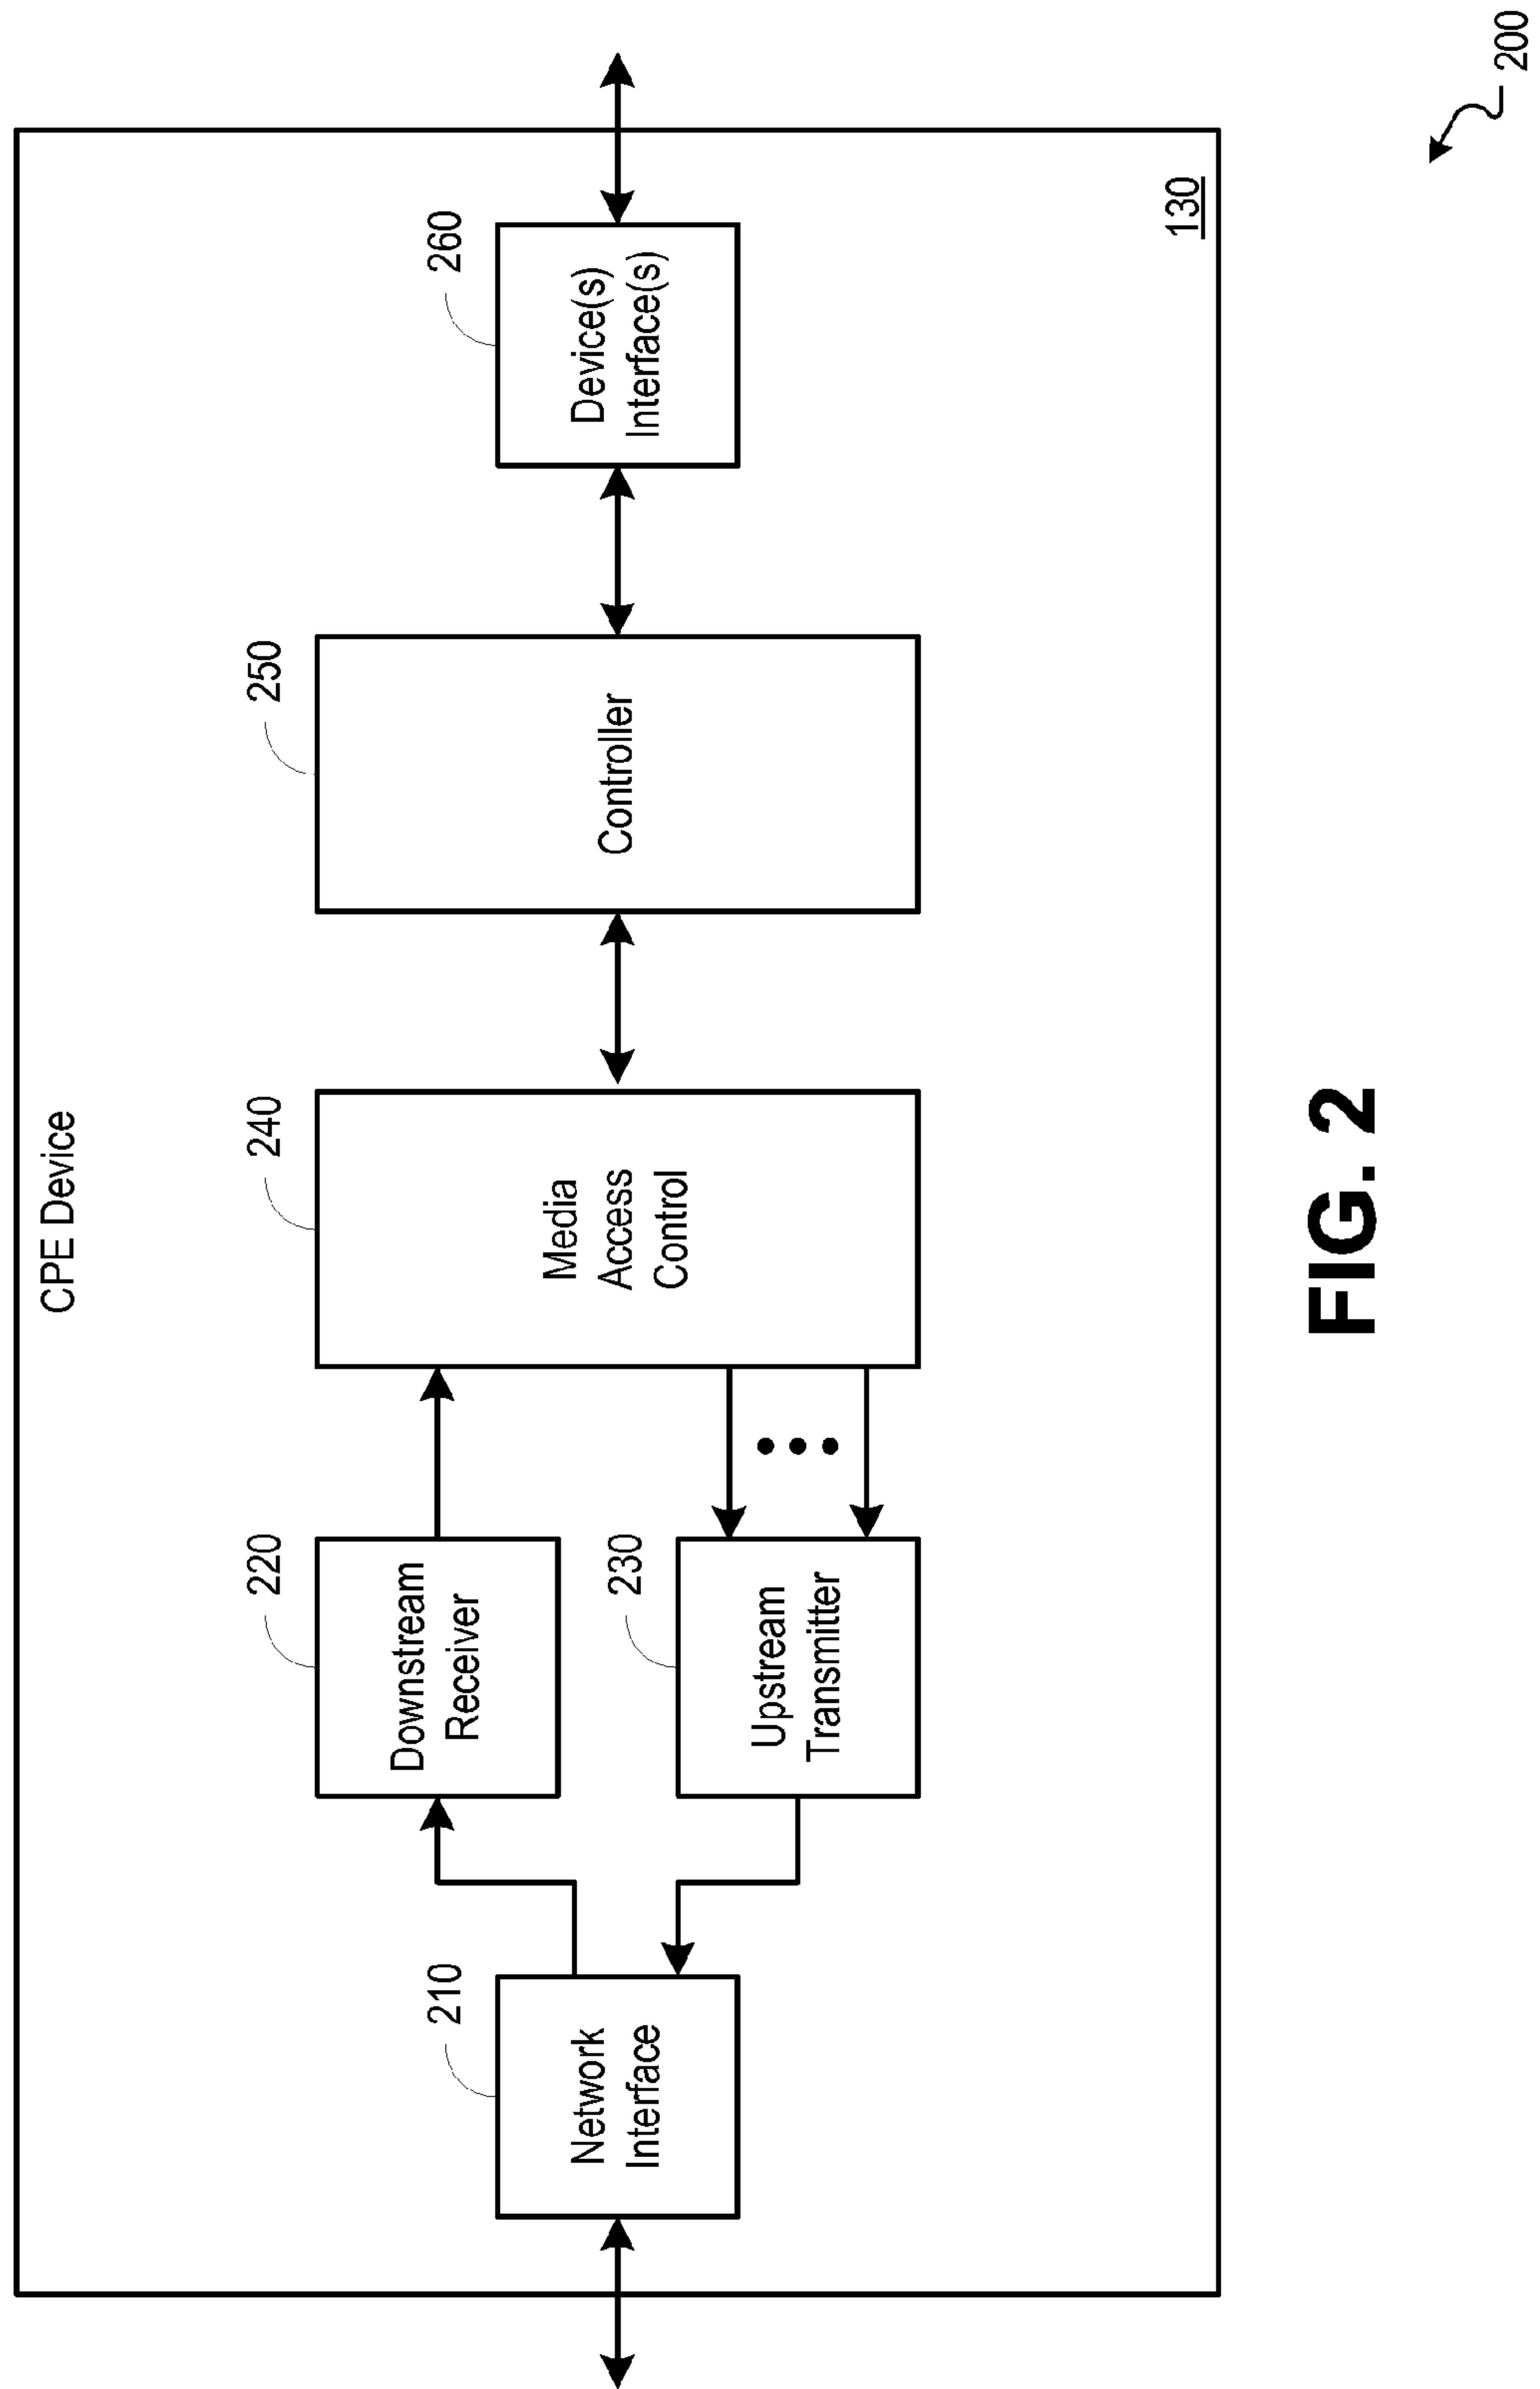 CPE Device
210
Network
Interface
220
Downstream
Receiver
230
Upstream
Transmitter
240
Media
Access
Control
250
Controller
260
Device(s)
Interface(s)
130
FIG. 2
200